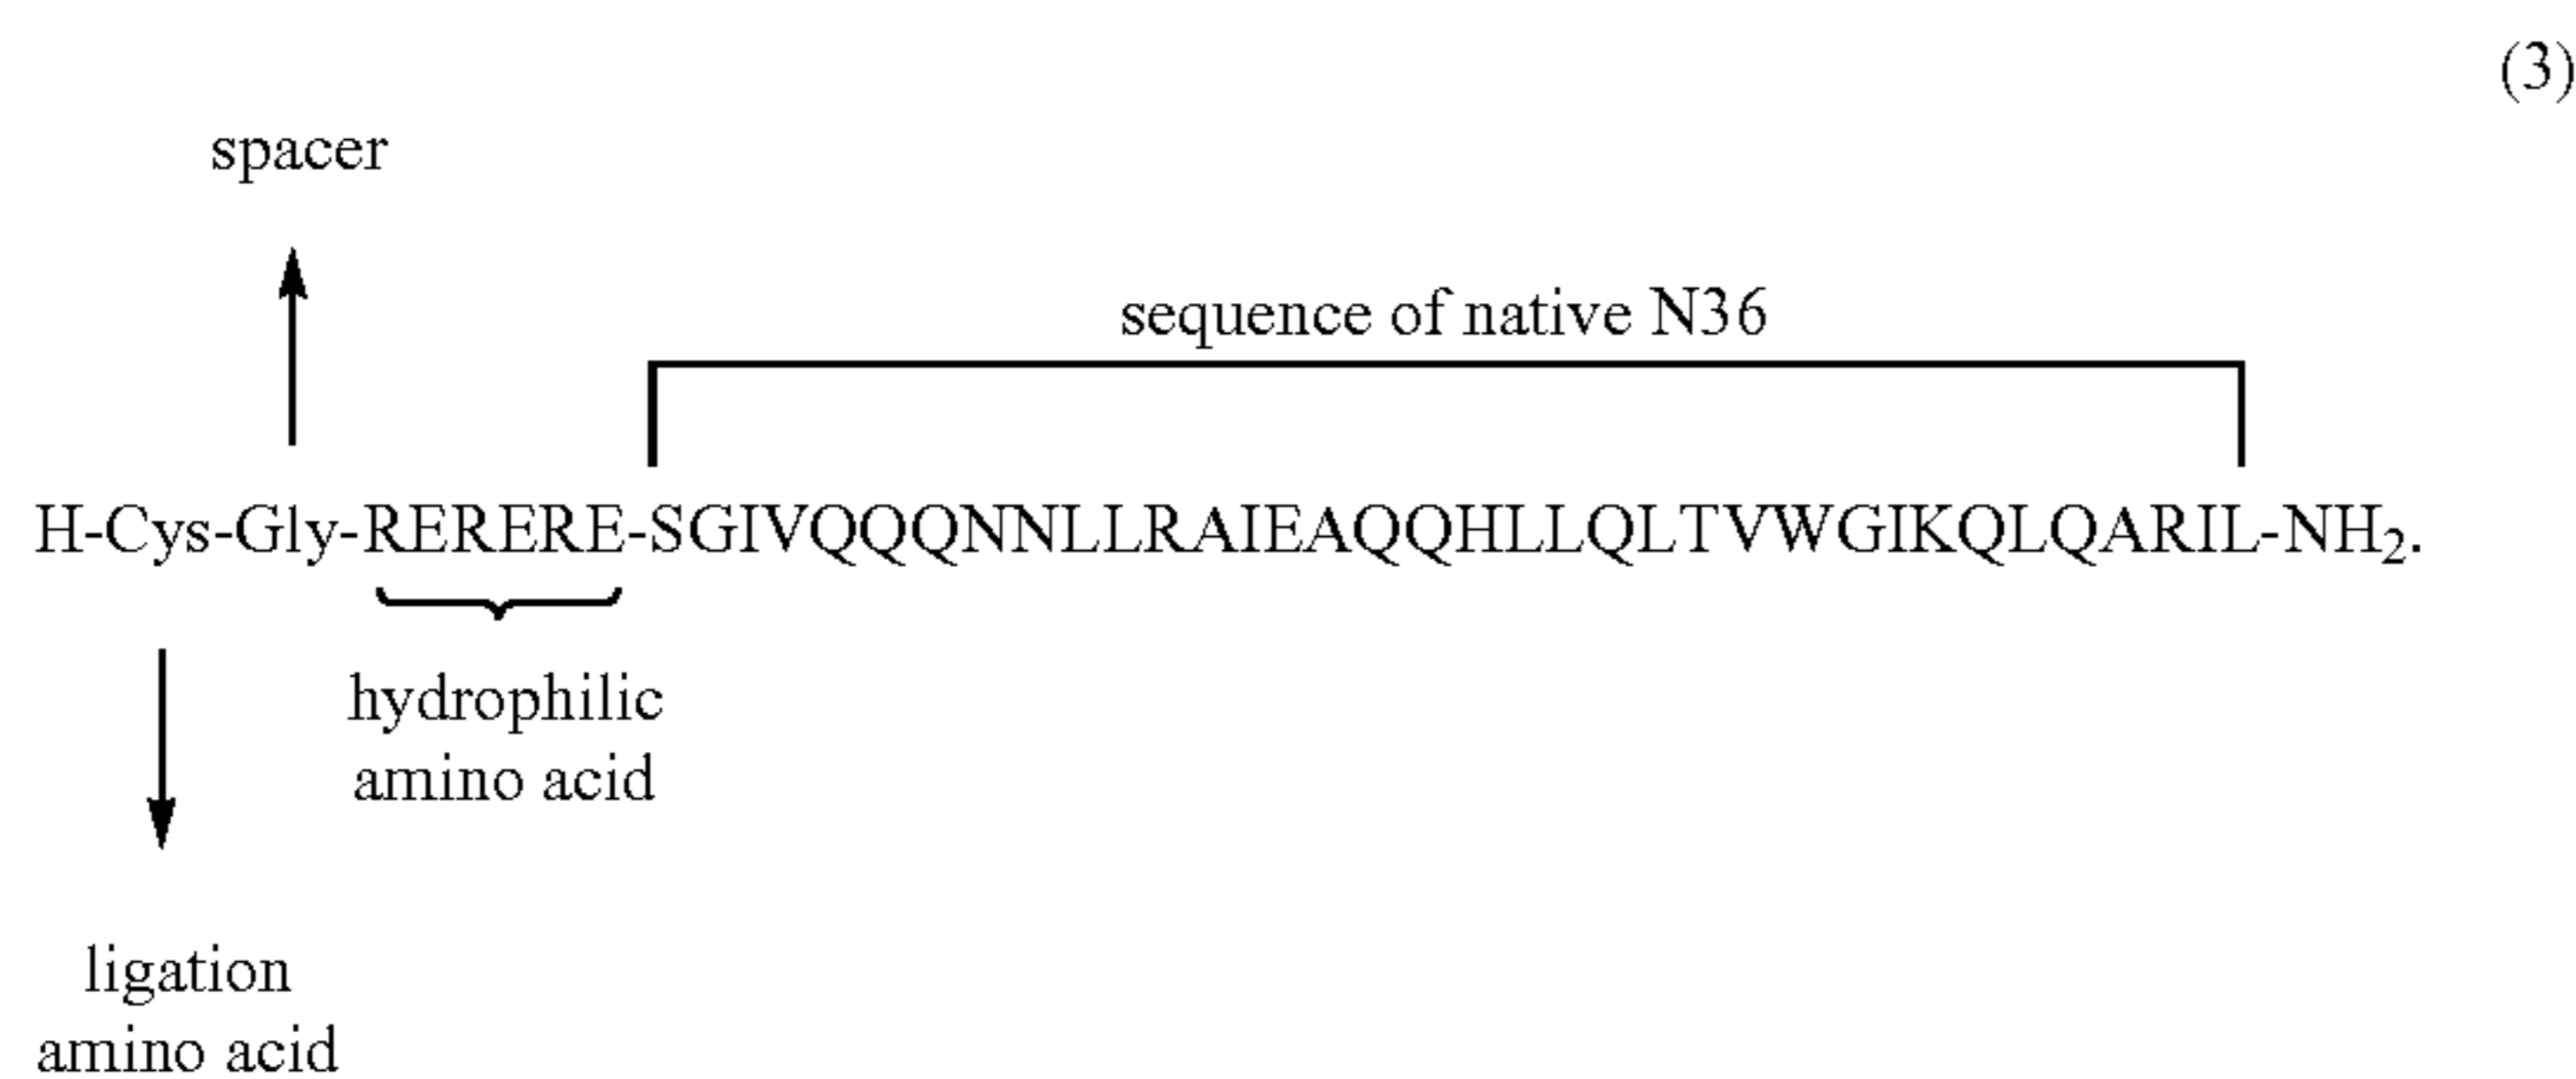 (3)
spacer
sequence of native N36
H-Cys-Gly-RERERE-SGIVQQQNNLLRAIEAQQHLLQLTVWGIKQLQARIL-NH₂.
hydrophilic
amino acid
ligation
amino acid